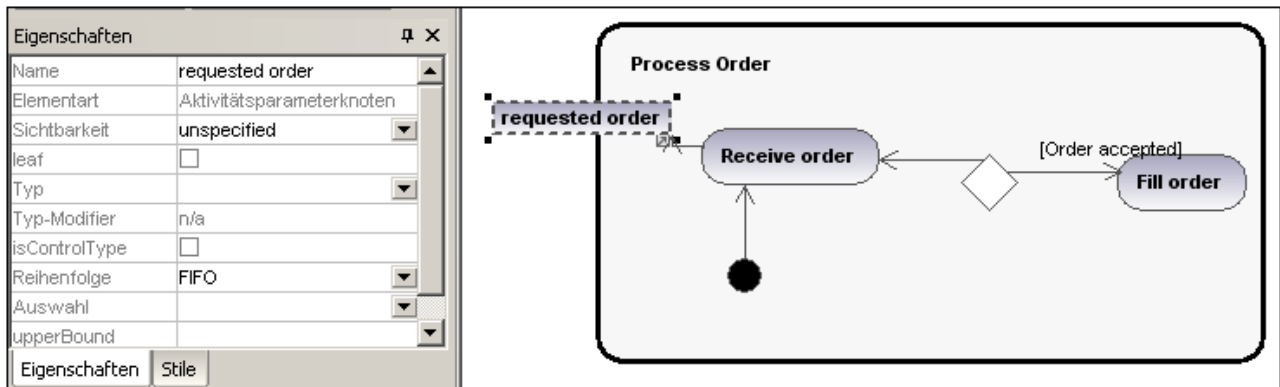 Eigenschaften
Name requested order
Elementart Aktivitätsparameterknoten
Sichtbarkeit unspecified
leaf
Typ
Typ-Modifier n/a
isControlType
Reihenfolge FIFO
Auswahl
upperBound
Eigenschaften Stile
Process Order
requested order
Receive order
[Order accepted]
Fill order